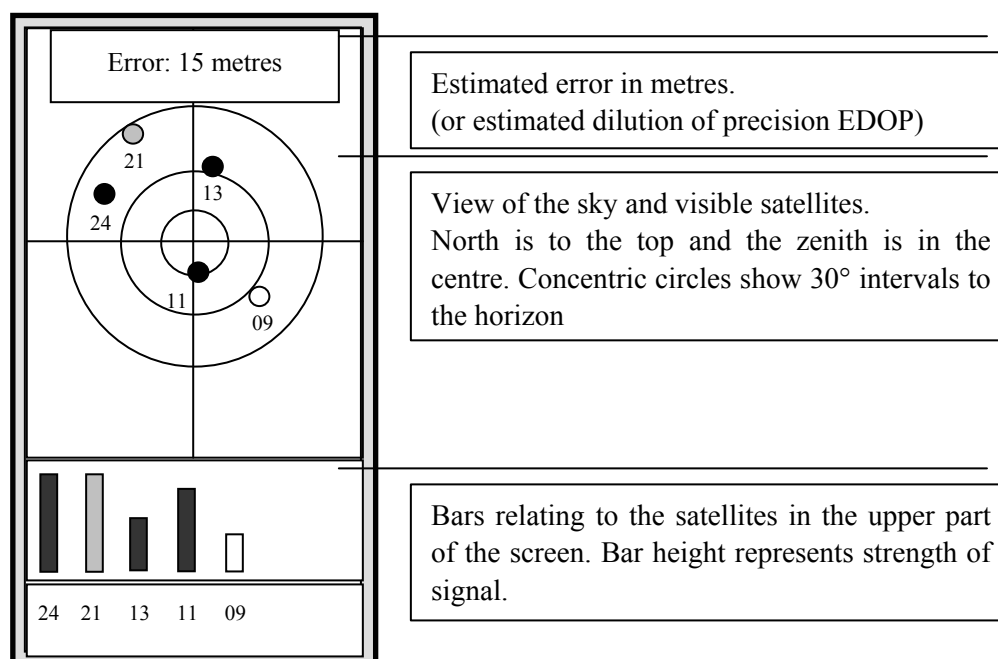 Error: 15 metres
21
13
24
11
09
24 21 13 11 09
Estimated error in metres.
(or estimated dilution of precision EDOP)
View of the sky and visible satellites.
North is to the top and the zenith is in the
centre. Concentric circles show 30° intervals to
the horizon
Bars relating to the satellites in the upper part
of the screen. Bar height represents strength of
signal.